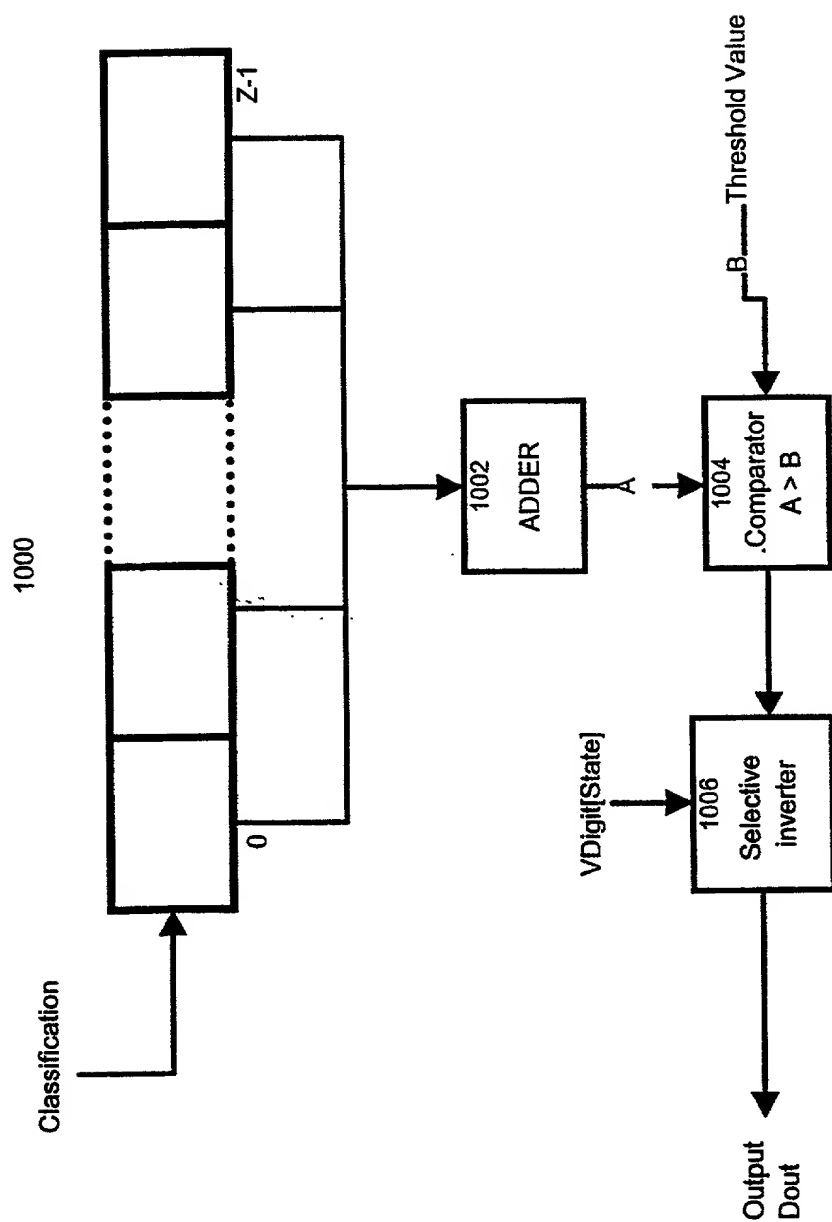 1000
Classification
0
Z-1
1002
ADDER
A
B
Threshold Value
1004
.Comparator
A > B
VDigit[State]
1006
Selective
inverter
Output
Dout